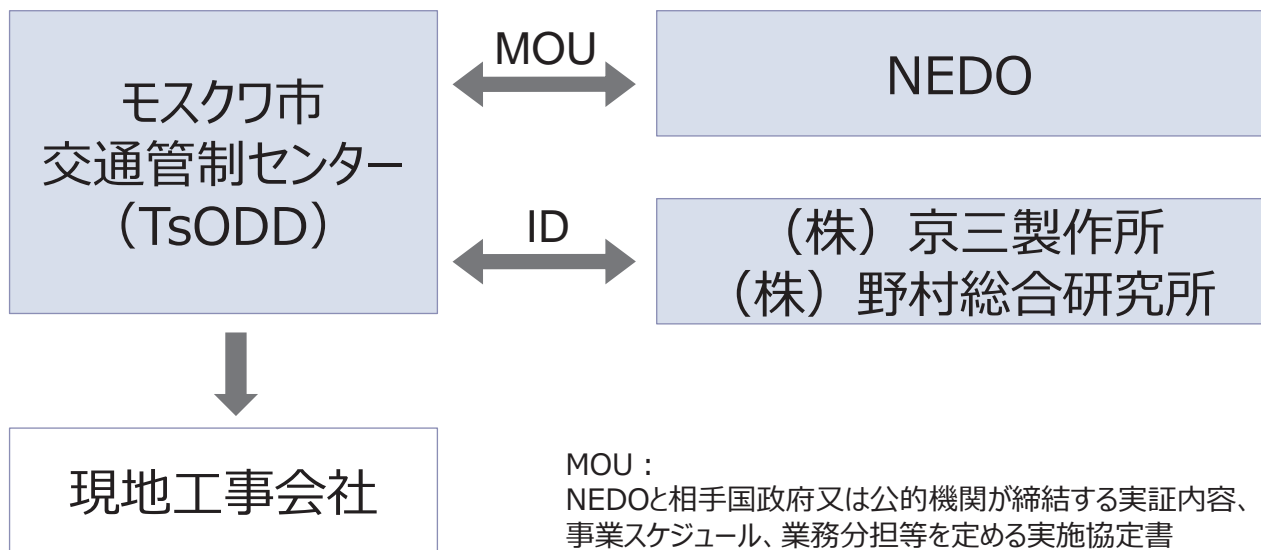 モスクワ市
交通管制センター
（TsODD）
MOU
NEDO
ID
（株）京三製作所
（株）野村総合研究所
現地工事会社
MOU：
NEDOと相手国政府又は公的機関が締結する実証内容、
事業スケジュール、業務分担等を定める実施協定書